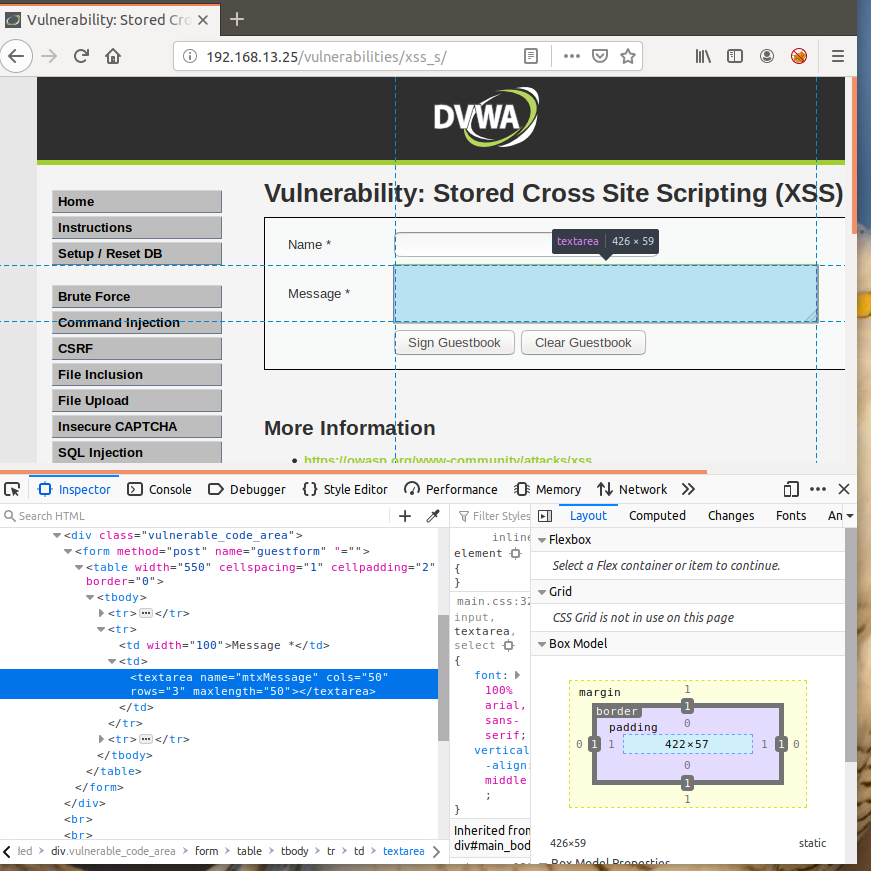 Vulnerability: Stored Cro
192.168.13.25/vulnerabilities/xss_s/
DVWA
Vulnerability: Stored Cross Site Scripting (XSS)
Home
Instructions
Setup / Reset DB
Brute Force
Command Injection
CSRF
File Inclusion
File Upload
Insecure CAPTCHA
SQL Injection
Name *
textarea | 426 × 59
Message *
Sign Guestbook Clear Guestbook
More Information
https://owasp.org/www-community/attacks/xss
Inspector Console Debugger Style Editor Performance Memory Network
Search HTML
<div class="vulnerable_code_area">
<form method="post" name="guestform" "="">
<table width="550" cellspacing="1" cellpadding="2"
border="0">
<tbody>
<tr> </tr>
<tr>
<td width="100">Message *</td>
<td>
<textarea name="mtxMessage" cols="50"
rows="3" maxlength="50"></textarea>
</td>
</tr>
<tr> </tr>
</tbody>
</table>
</form>
</div>
<br>
<br>
ded > div.vulnerable_code_area > form > table > tbody > tr > td > textarea
Filter Styles
inline
element
{
}
main.css:32
input,
textarea,
select
{
font:
100%
arial,
sans-
serif;
vertical
-align:
middle
;
}
Inherited from
div#main_bod
Layout Computed Changes Fonts An
Flexbox
Select a Flex container or item to continue.
Grid
CSS Grid is not in use on this page
Box Model
margin 1
border 1
padding 0
0 1 1 422×57 1 1 0
0
1
1
426×59 static
Box Model Properties